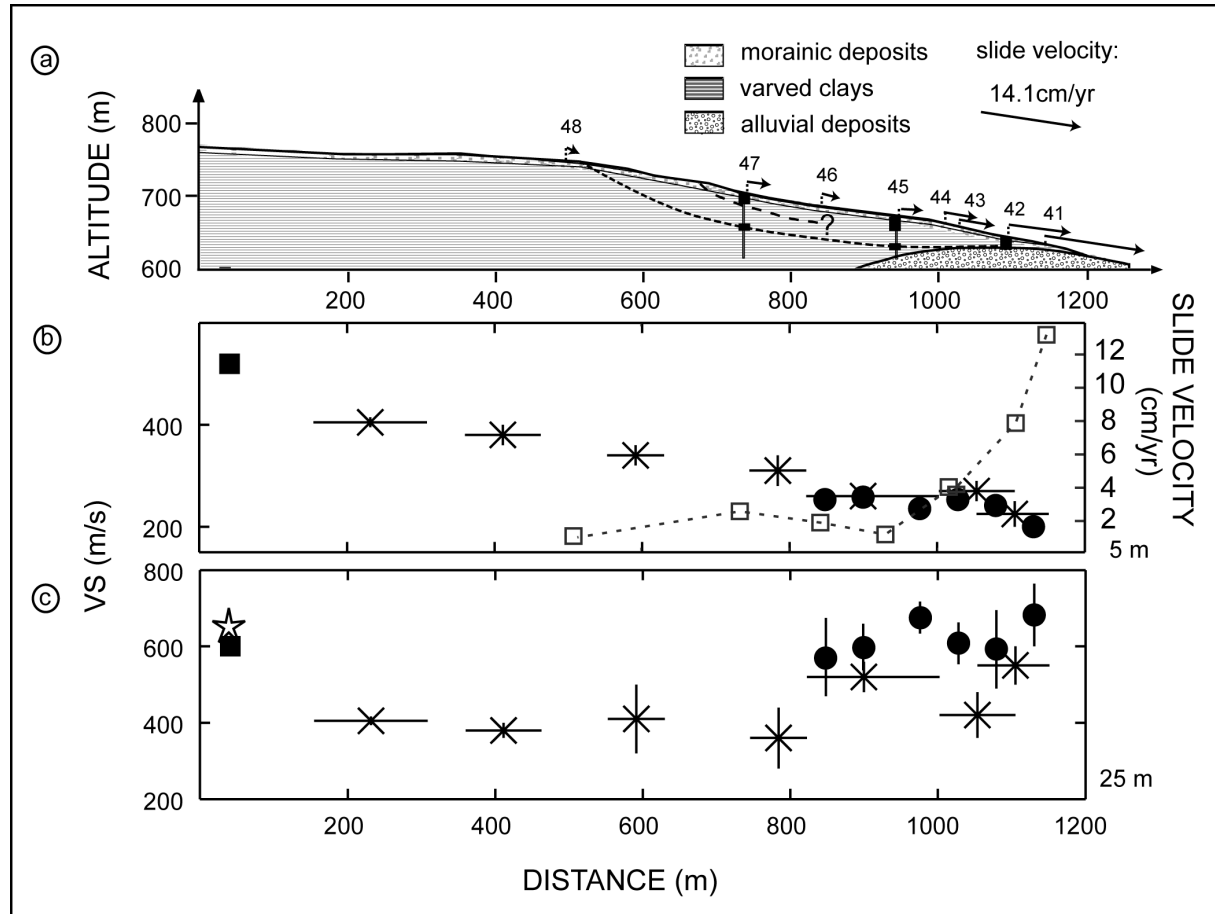 a
morainic deposits
varved clays
alluvial deposits
slide velocity:
14.1cm/yr
ALTITUDE (m)
800
700
600
48
47
46
45
44
43
42
41
?
200
400
600
800
1000
1200
b
400
200
12
10
8
6
4
2
5 m
SLIDE VELOCITY
(cm/yr)
VS (m/s)
c
800
600
400
200
25 m
200
400
600
800
1000
1200
DISTANCE (m)